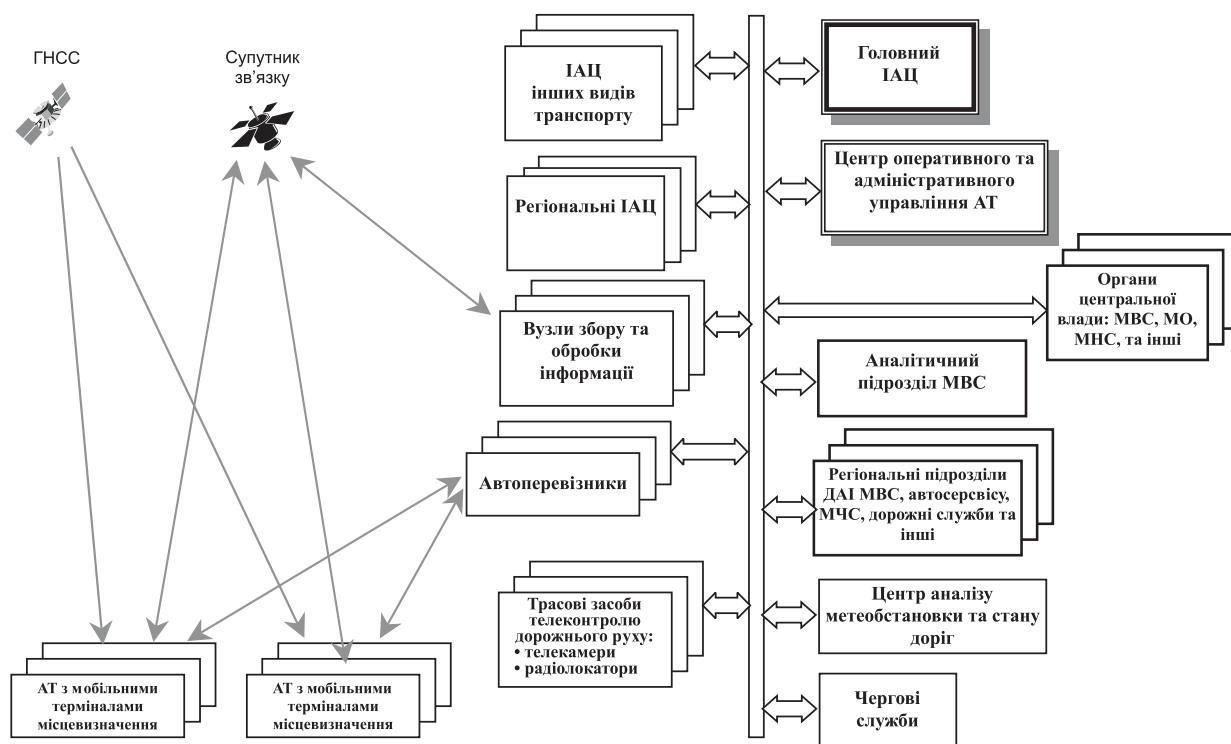 ГНСС
Супутник
зв’язку
ІАЦ
інших видів
транспорту
Головний
ІАЦ
Регіональні ІАЦ
Центр оперативного та
адміністративного
управління АТ
Вузли збору та
обробки
інформації
Органи
центральної
влади: МВС, МО,
МНС, та інші
Аналітичний
підрозділ МВС
Автоперевізники
Регіональні підрозділи
ДАІ МВС, автосерсвісу,
МЧС, дорожні служби та
інші
Трасові засоби
телеконтролю
дорожнього руху:
• телекамери
• радіолокатори
Центр аналізу
метеобстановки та стану
доріг
АТ з мобільними
терміналами
місцевизначення
АТ з мобільними
терміналами
місцевизначення
Чергові
служби